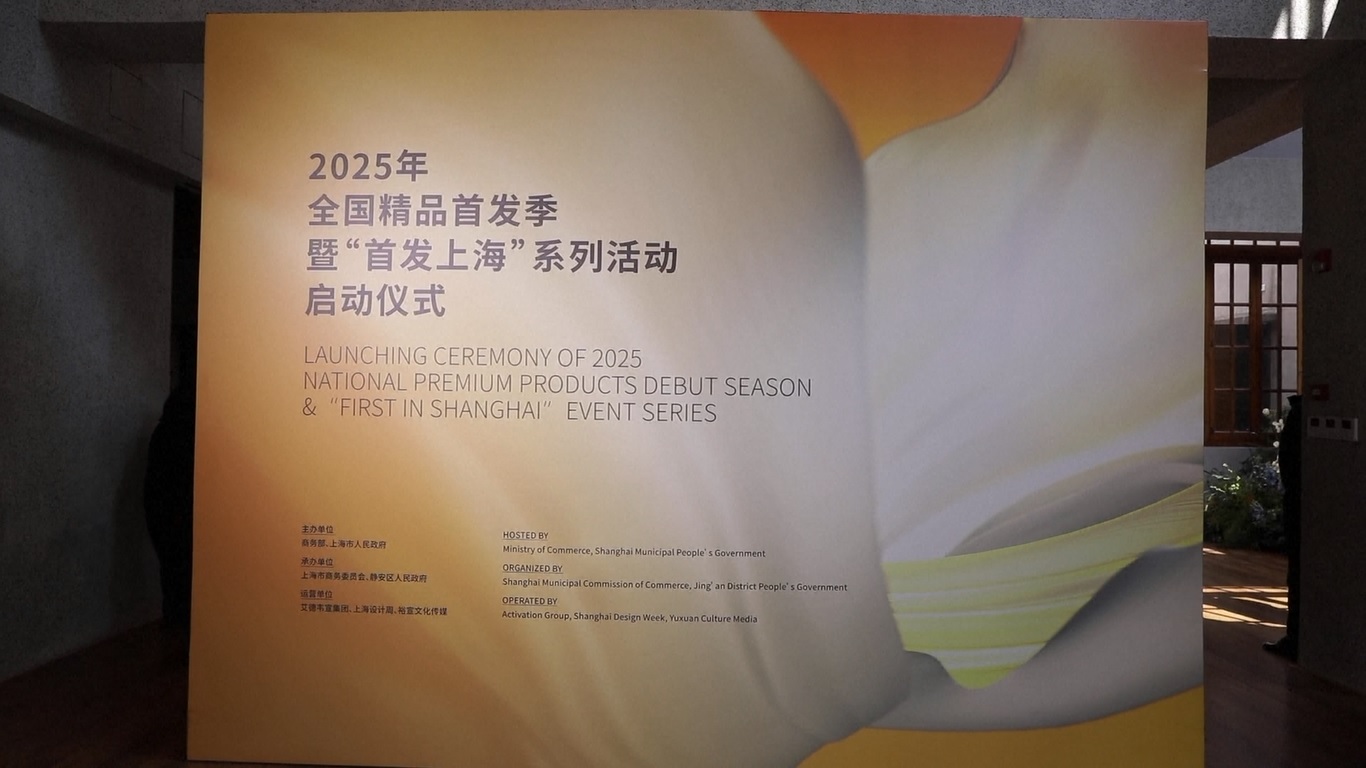 2025年
全国精品首发季
暨“首发上海”系列活动
启动仪式
LAUNCHING CEREMONY OF 2025
NATIONAL PREMIUM PRODUCTS DEBUT SEASON
& “FIRST IN SHANGHAI” EVENT SERIES
主办单位
商务部、上海市人民政府
承办单位
上海市商务委员会、静安区人民政府
运营单位
艾德韦宣集团、上海设计周、裕宣文化传媒
HOSTED BY
Ministry of Commerce, Shanghai Municipal People's Government
ORGANIZED BY
Shanghai Municipal Commission of Commerce, Jing'an District People's Government
OPERATED BY
Activation Group, Shanghai Design Week, Yuxuan Culture Media